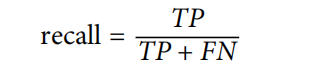 recall = TP / TP + FN